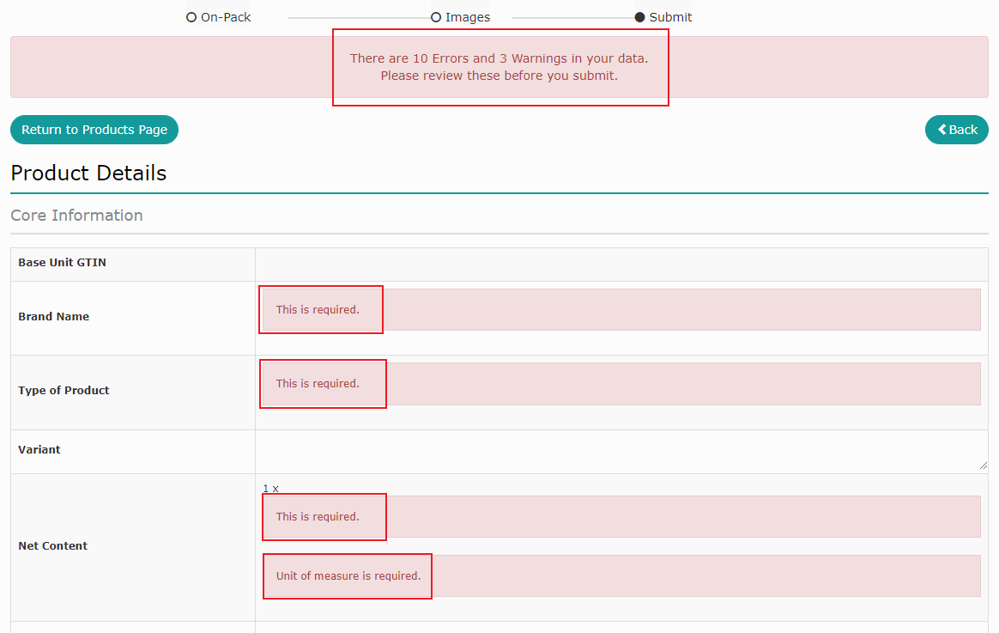 On-Pack Images Submit
There are 10 Errors and 3 Warnings in your data.
Please review these before you submit.
Return to Products Page Back
Product Details
Core Information
Base Unit GTIN
Brand Name This is required.
Type of Product This is required.
Variant
1 x
This is required.
Net Content
Unit of measure is required.